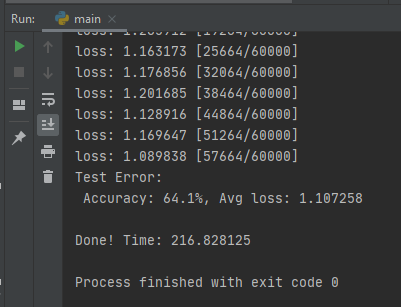 Run: main
loss: 1.205912 [19264/60000]
loss: 1.163173 [25664/60000]
loss: 1.176856 [32064/60000]
loss: 1.201685 [38464/60000]
loss: 1.128916 [44864/60000]
loss: 1.169647 [51264/60000]
loss: 1.089838 [57664/60000]
Test Error:
Accuracy: 64.1%, Avg loss: 1.107258
Done! Time: 216.828125
Process finished with exit code 0